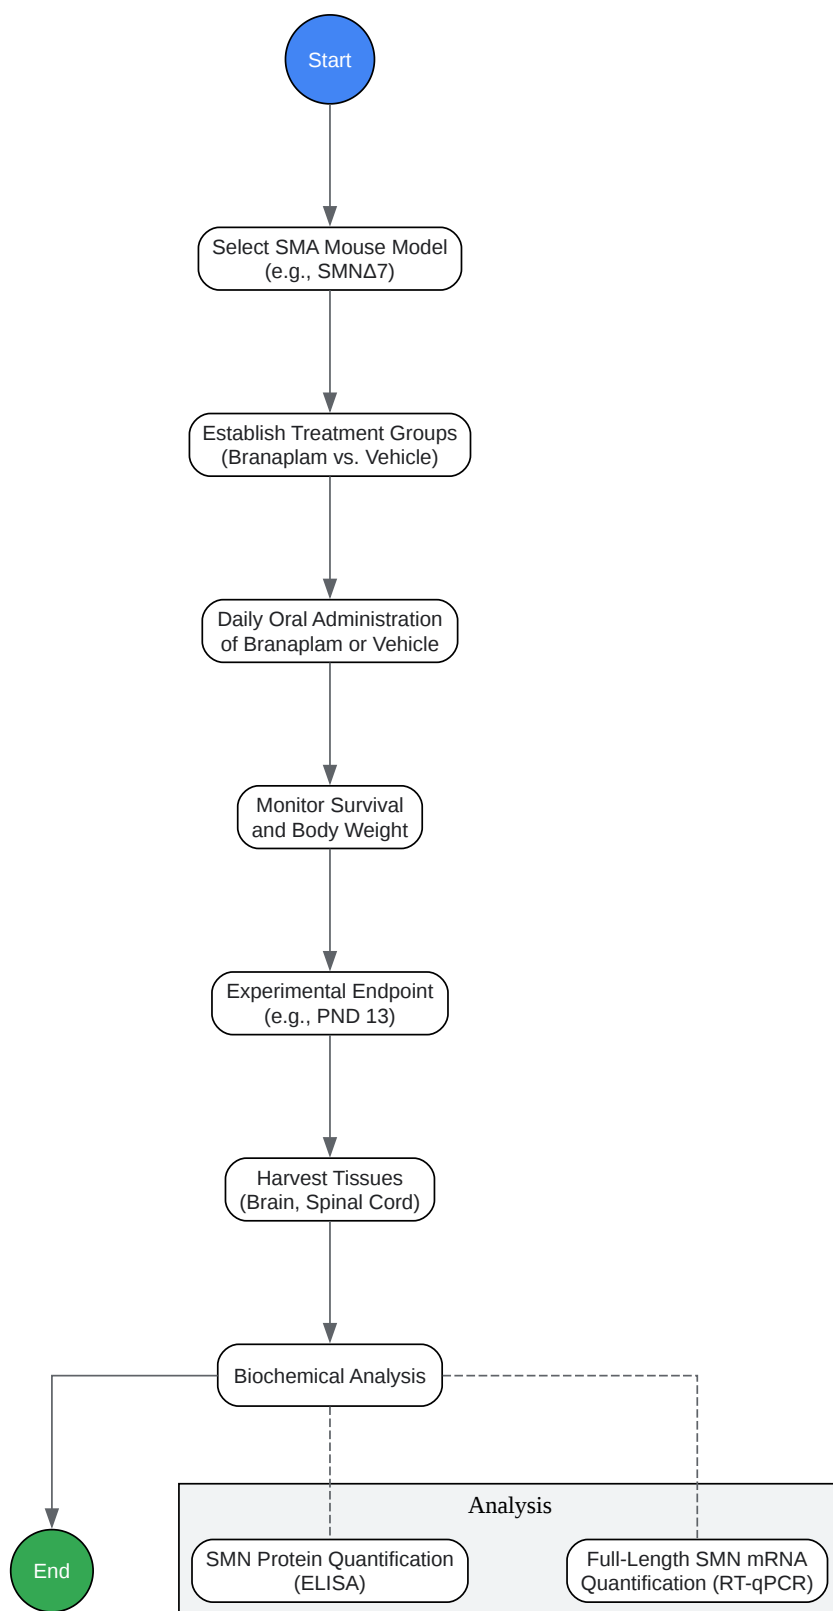 Start
Select SMA Mouse Model
(e.g., SMNΔ7)
Establish Treatment Groups
(Branaplam vs. Vehicle)
Daily Oral Administration
of Branaplam or Vehicle
Monitor Survival
and Body Weight
Experimental Endpoint
(e.g., PND 13)
Harvest Tissues
(Brain, Spinal Cord)
Biochemical Analysis
Analysis
End
SMN Protein Quantification
(ELISA)
Full-Length SMN mRNA
Quantification (RT-qPCR)